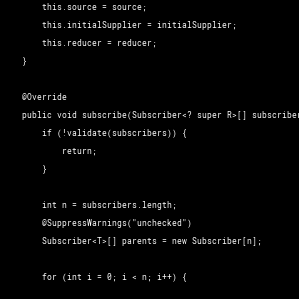 this.source = source;
this.initialSupplier = initialSupplier;
this.reducer = reducer;
}
@Override
public void subscribe(Subscriber<? super R>[] subscriber
if (!validate(subscribers)) {
return;
}
int n = subscribers.length;
@SuppressWarnings("unchecked")
Subscriber<T>[] parents = new Subscriber[n];
for (int i = 0; i < n; i++) {